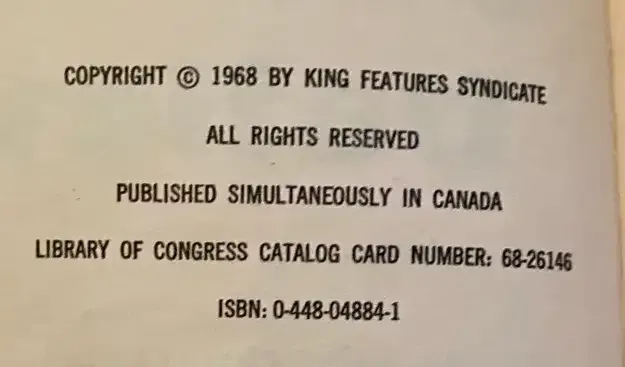 COPYRIGHT © 1968 BY KING FEATURES SYNDICATE
ALL RIGHTS RESERVED
PUBLISHED SIMULTANEOUSLY IN CANADA
LIBRARY OF CONGRESS CATALOG CARD NUMBER: 68-26146
ISBN: 0-448-04884-1